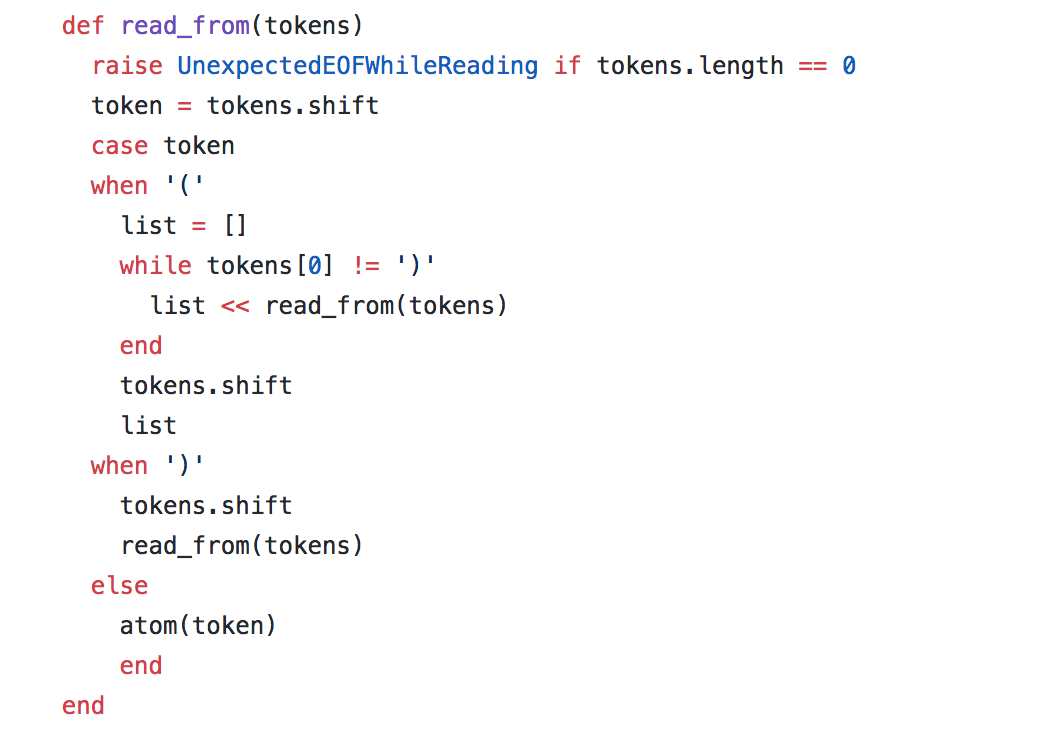 def read_from(tokens)
  raise UnexpectedEOFWhileReading if tokens.length == 0
  token = tokens.shift
  case token
  when '('
    list = []
    while tokens[0] != ')'
      list << read_from(tokens)
    end
    tokens.shift
    list
  when ')'
    tokens.shift
    read_from(tokens)
  else
    atom(token)
    end
end